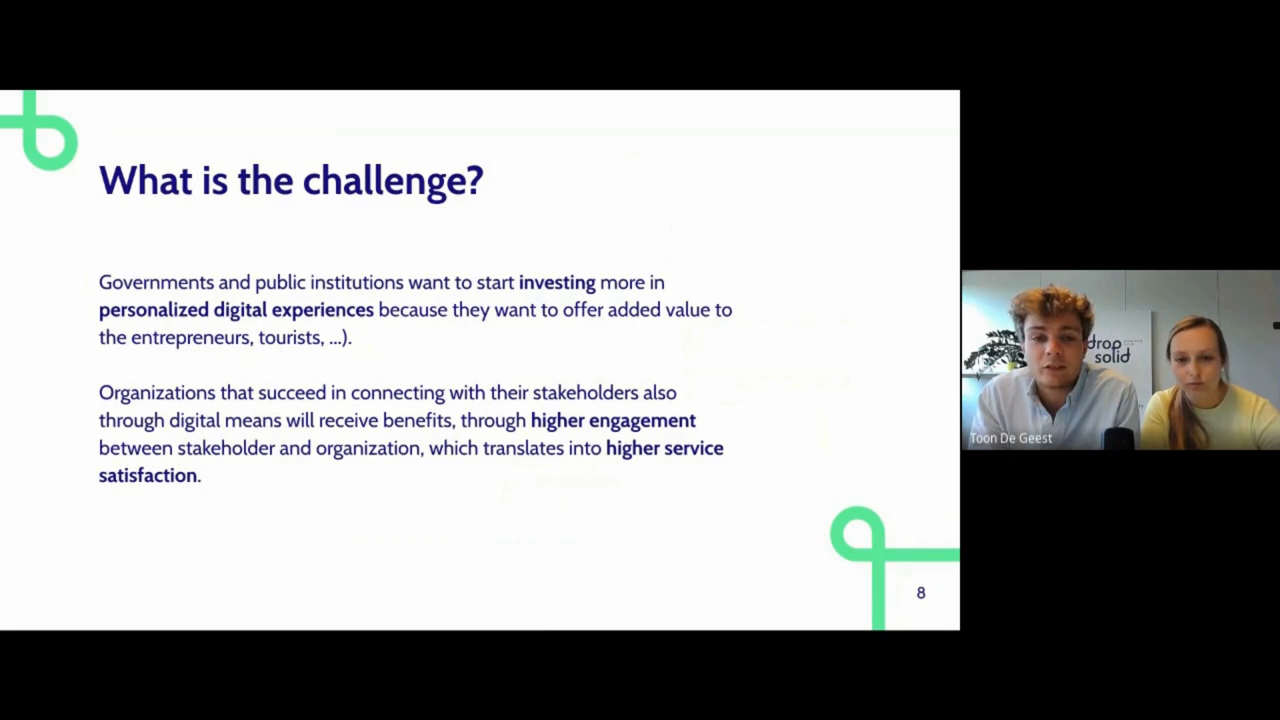 What is the challenge?
Governments and public institutions want to start investing more in
personalized digital experiences because they want to offer added value to
the entrepreneurs, tourists, ...).
Organizations that succeed in connecting with their stakeholders also
through digital means will receive benefits, through higher engagement
between stakeholder and organization, which translates into higher service
satisfaction.
8
drop
solid
Toon De Geest